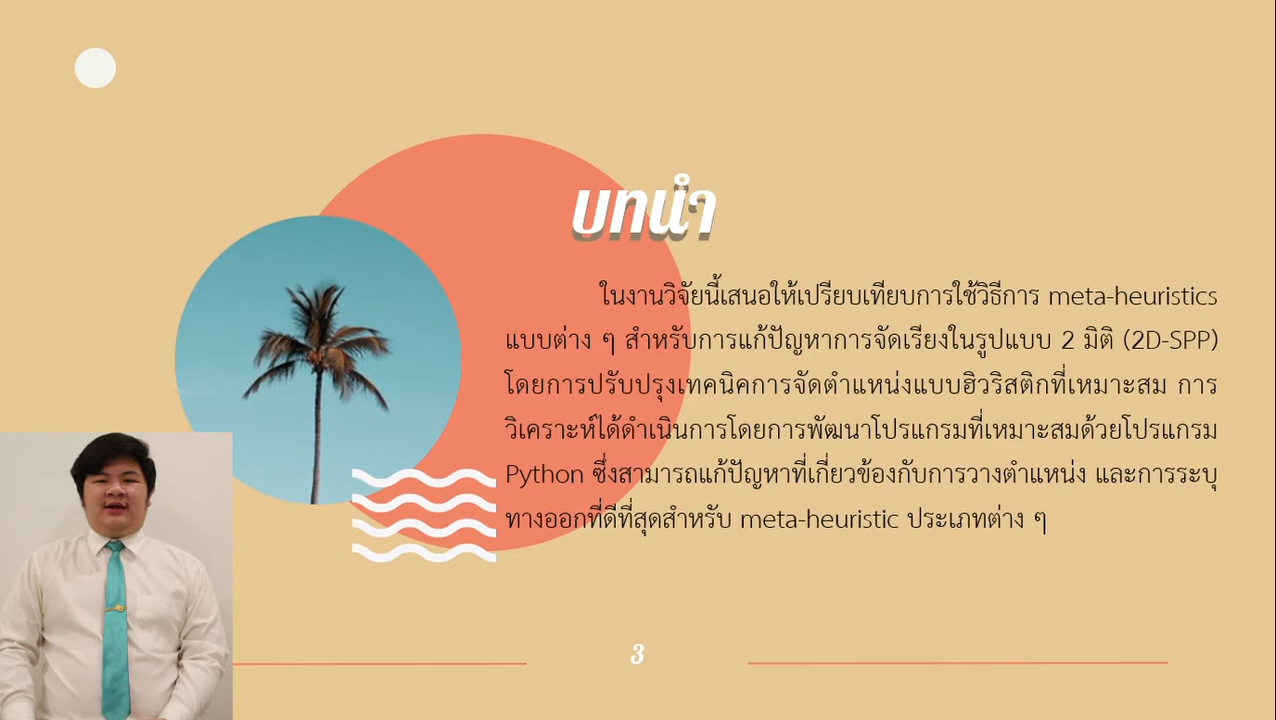 บทนำ
ในงานวิจัยนี้เสนอให้เปรียบเทียบการใช้วิธีการ meta-heuristics
แบบต่าง ๆ สำหรับการแก้ปัญหาการจัดเรียงในรูปแบบ 2 มิติ (2D-SPP)
โดยการปรับปรุงเทคนิคการจัดตำแหน่งแบบฮิวริสติกที่เหมาะสม การ
วิเคราะห์ได้ดำเนินการโดยการพัฒนาโปรแกรมที่เหมาะสมด้วยโปรแกรม
Python ซึ่งสามารถแก้ปัญหาที่เกี่ยวข้องกับการวางตำแหน่ง และการระบุ
ทางออกที่ดีที่สุดสำหรับ meta-heuristic ประเภทต่าง ๆ
3